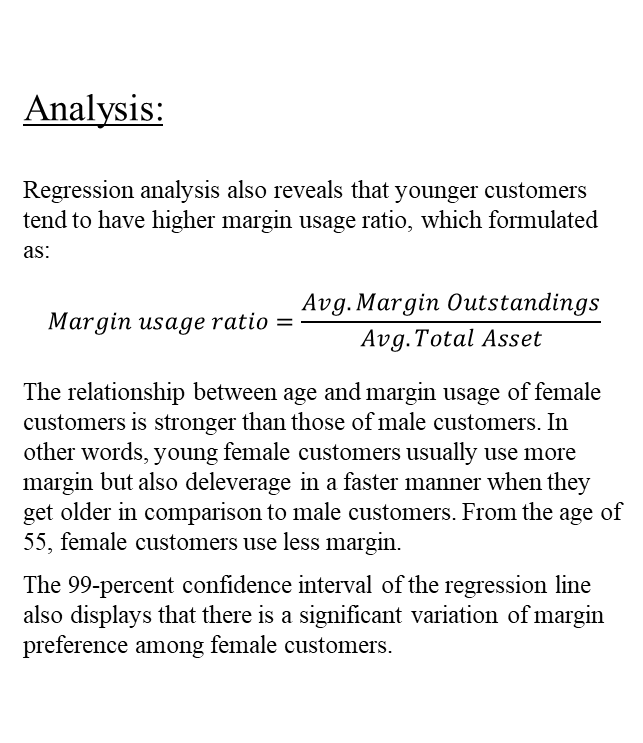 Analysis:
Regression analysis also reveals that younger customers
tend to have higher margin usage ratio, which formulated
as:
Margin usage ratio = Avg. Margin Outstandings / Avg. Total Asset
The relationship between age and margin usage of female
customers is stronger than those of male customers. In
other words, young female customers usually use more
margin but also deleverage in a faster manner when they
get older in comparison to male customers. From the age of
55, female customers use less margin.
The 99-percent confidence interval of the regression line
also displays that there is a significant variation of margin
preference among female customers.